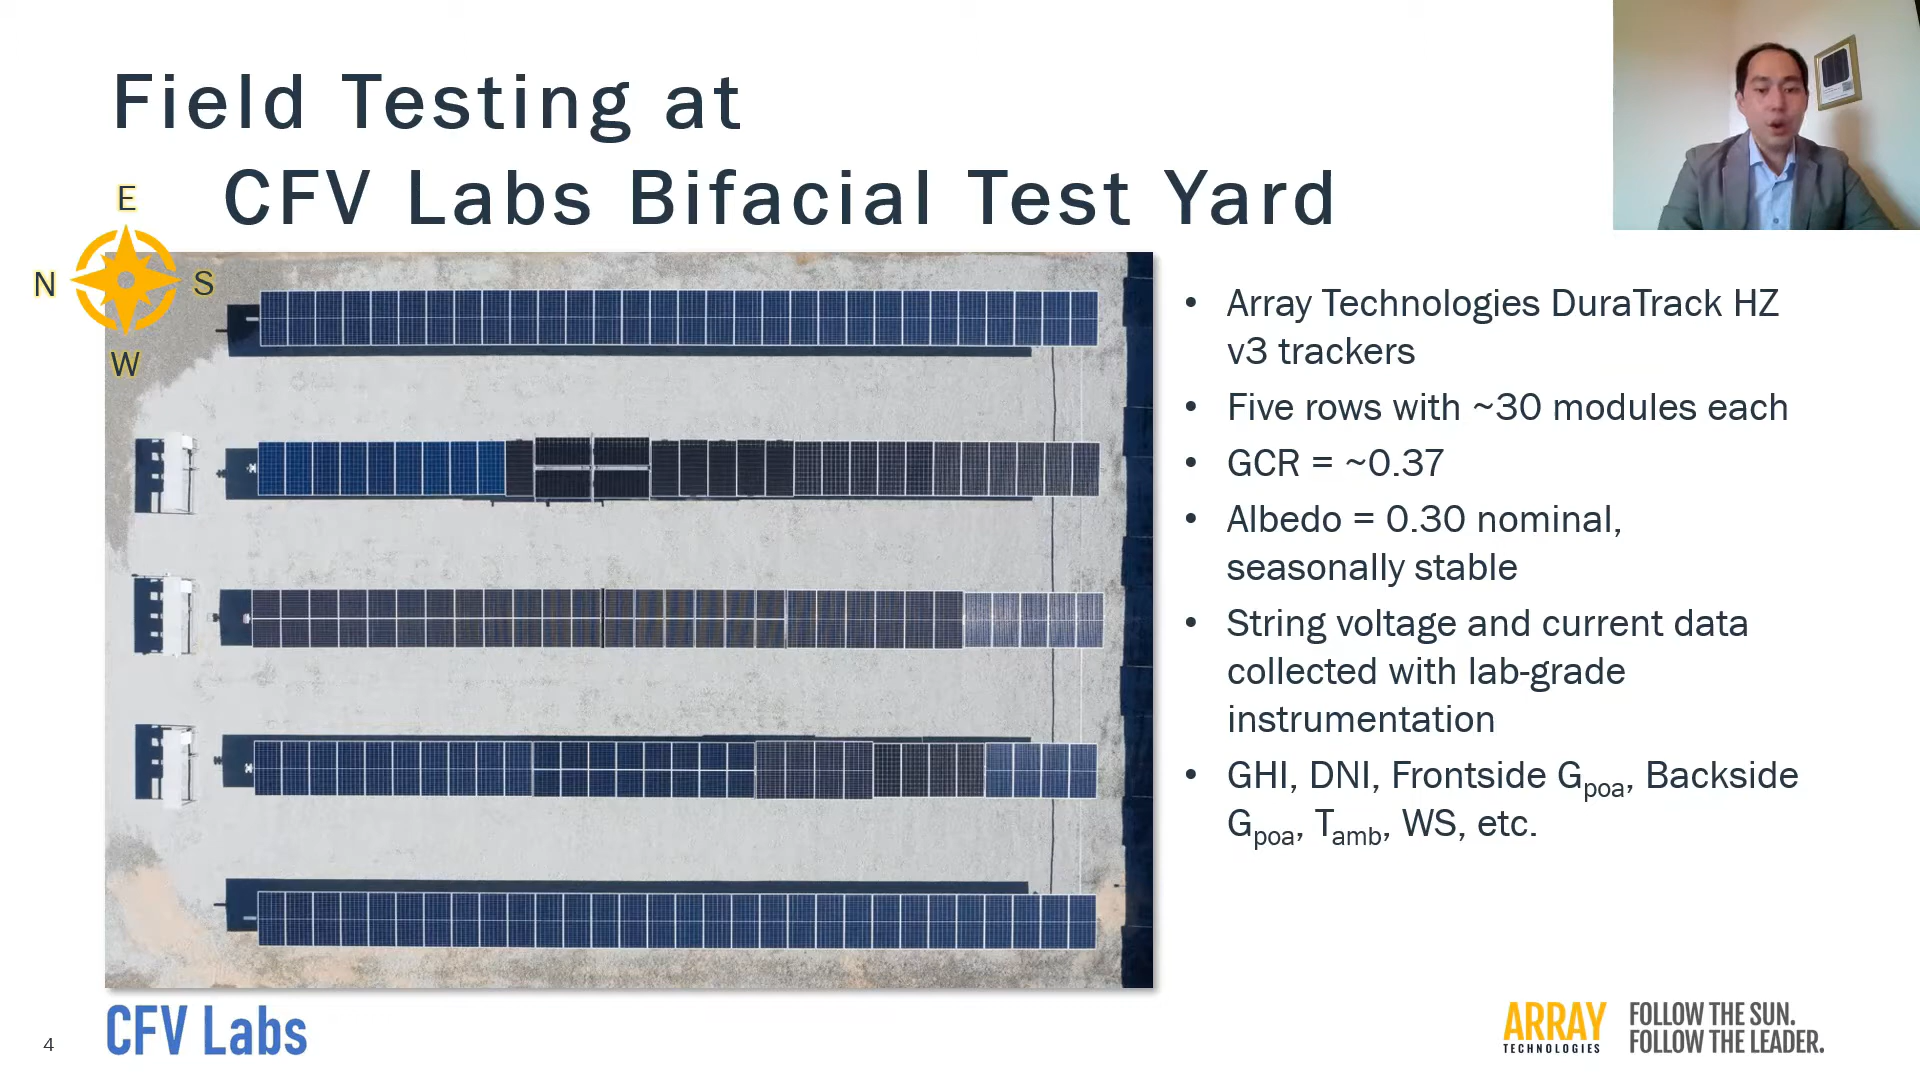 Field Testing at
CFV Labs Bifacial Test Yard
E
N
S
W
• Array Technologies DuraTrack HZ
v3 trackers
• Five rows with ~30 modules each
• GCR = ~0.37
• Albedo = 0.30 nominal,
seasonally stable
• String voltage and current data
collected with lab-grade
instrumentation
• GHI, DNI, Frontside Gpoa, Backside
Gpoa, Tamb, WS, etc.
4
CFV Labs
ARRAY
TECHNOLOGIES
FOLLOW THE SUN.
FOLLOW THE LEADER.